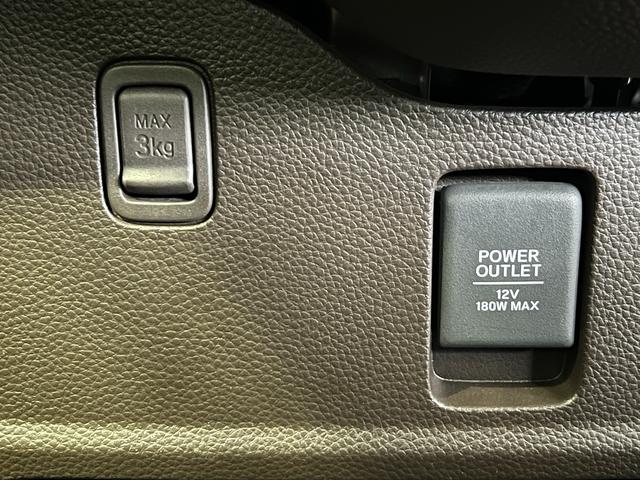 MAX
3kg
POWER
OUTLET
12V
180W MAX